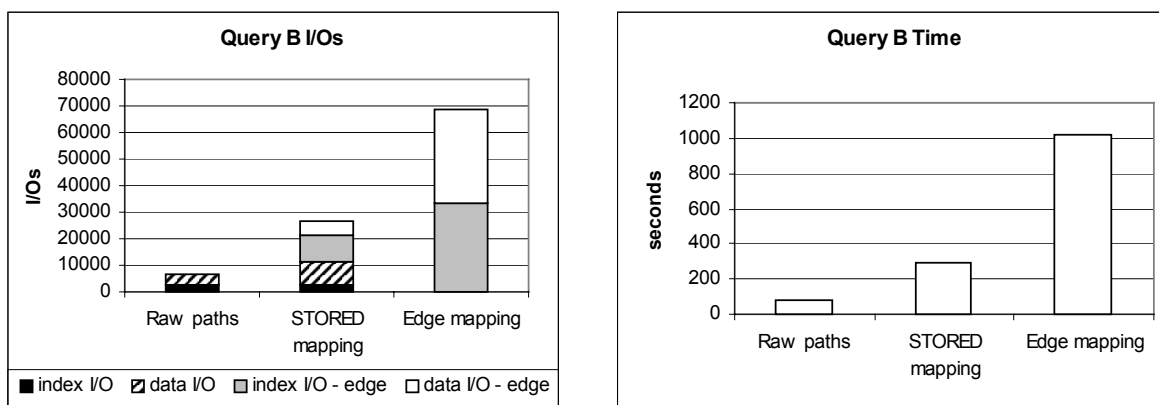 Query B I/Os
80000
70000
60000
50000
40000
30000
20000
10000
0
I/Os
Raw paths
STORED
mapping
Edge mapping
index I/O
data I/O
index I/O - edge
data I/O - edge
Query B Time
1200
1000
800
600
400
200
0
seconds
Raw paths
STORED
mapping
Edge mapping